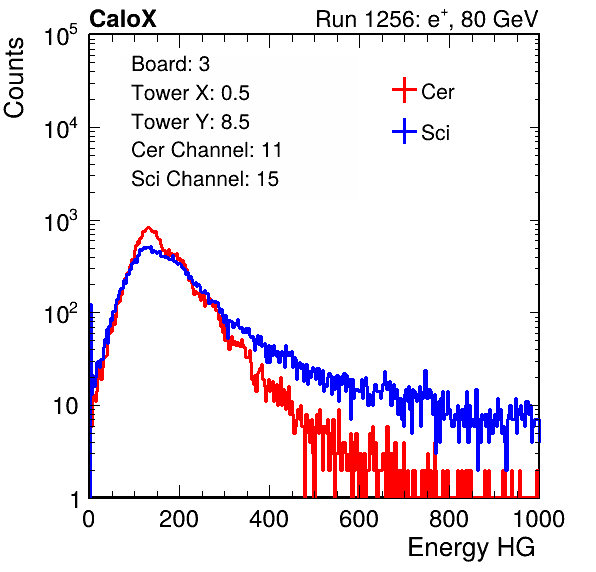 CaloX Run 1256: e⁺, 80 GeV
Counts
10⁵
10⁴
10³
10²
10
1
Board: 3
Tower X: 0.5
Tower Y: 8.5
Cer Channel: 11
Sci Channel: 15
Cer
Sci
0 200 400 600 800 1000
Energy HG